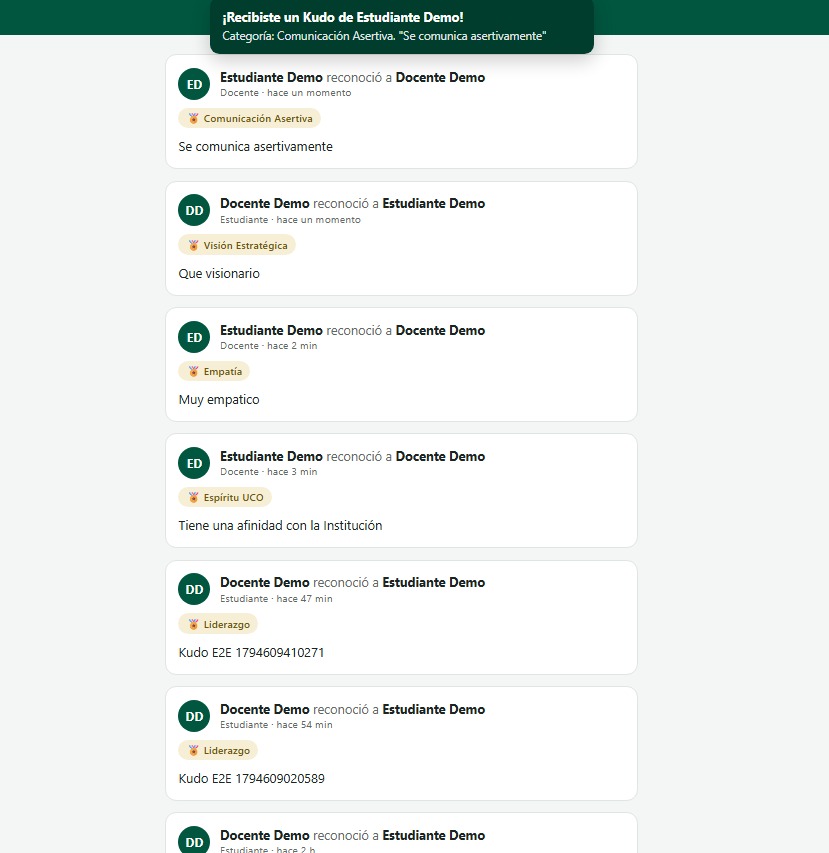 ¡Recibiste un Kudo de Estudiante Demo!
Categoría: Comunicación Asertiva. "Se comunica asertivamente"
ED
Estudiante Demo reconoció a Docente Demo
Docente · hace un momento
Comunicación Asertiva
Se comunica asertivamente
DD
Docente Demo reconoció a Estudiante Demo
Estudiante · hace un momento
Visión Estratégica
Que visionario
ED
Estudiante Demo reconoció a Docente Demo
Docente · hace 2 min
Empatía
Muy empatico
ED
Estudiante Demo reconoció a Docente Demo
Docente · hace 3 min
Espíritu UCO
Tiene una afinidad con la Institución
DD
Docente Demo reconoció a Estudiante Demo
Estudiante · hace 47 min
Liderazgo
Kudo E2E 1794609410271
DD
Docente Demo reconoció a Estudiante Demo
Estudiante · hace 54 min
Liderazgo
Kudo E2E 1794609020589
DD
Docente Demo reconoció a Estudiante Demo
Estudiante · hace 2 h